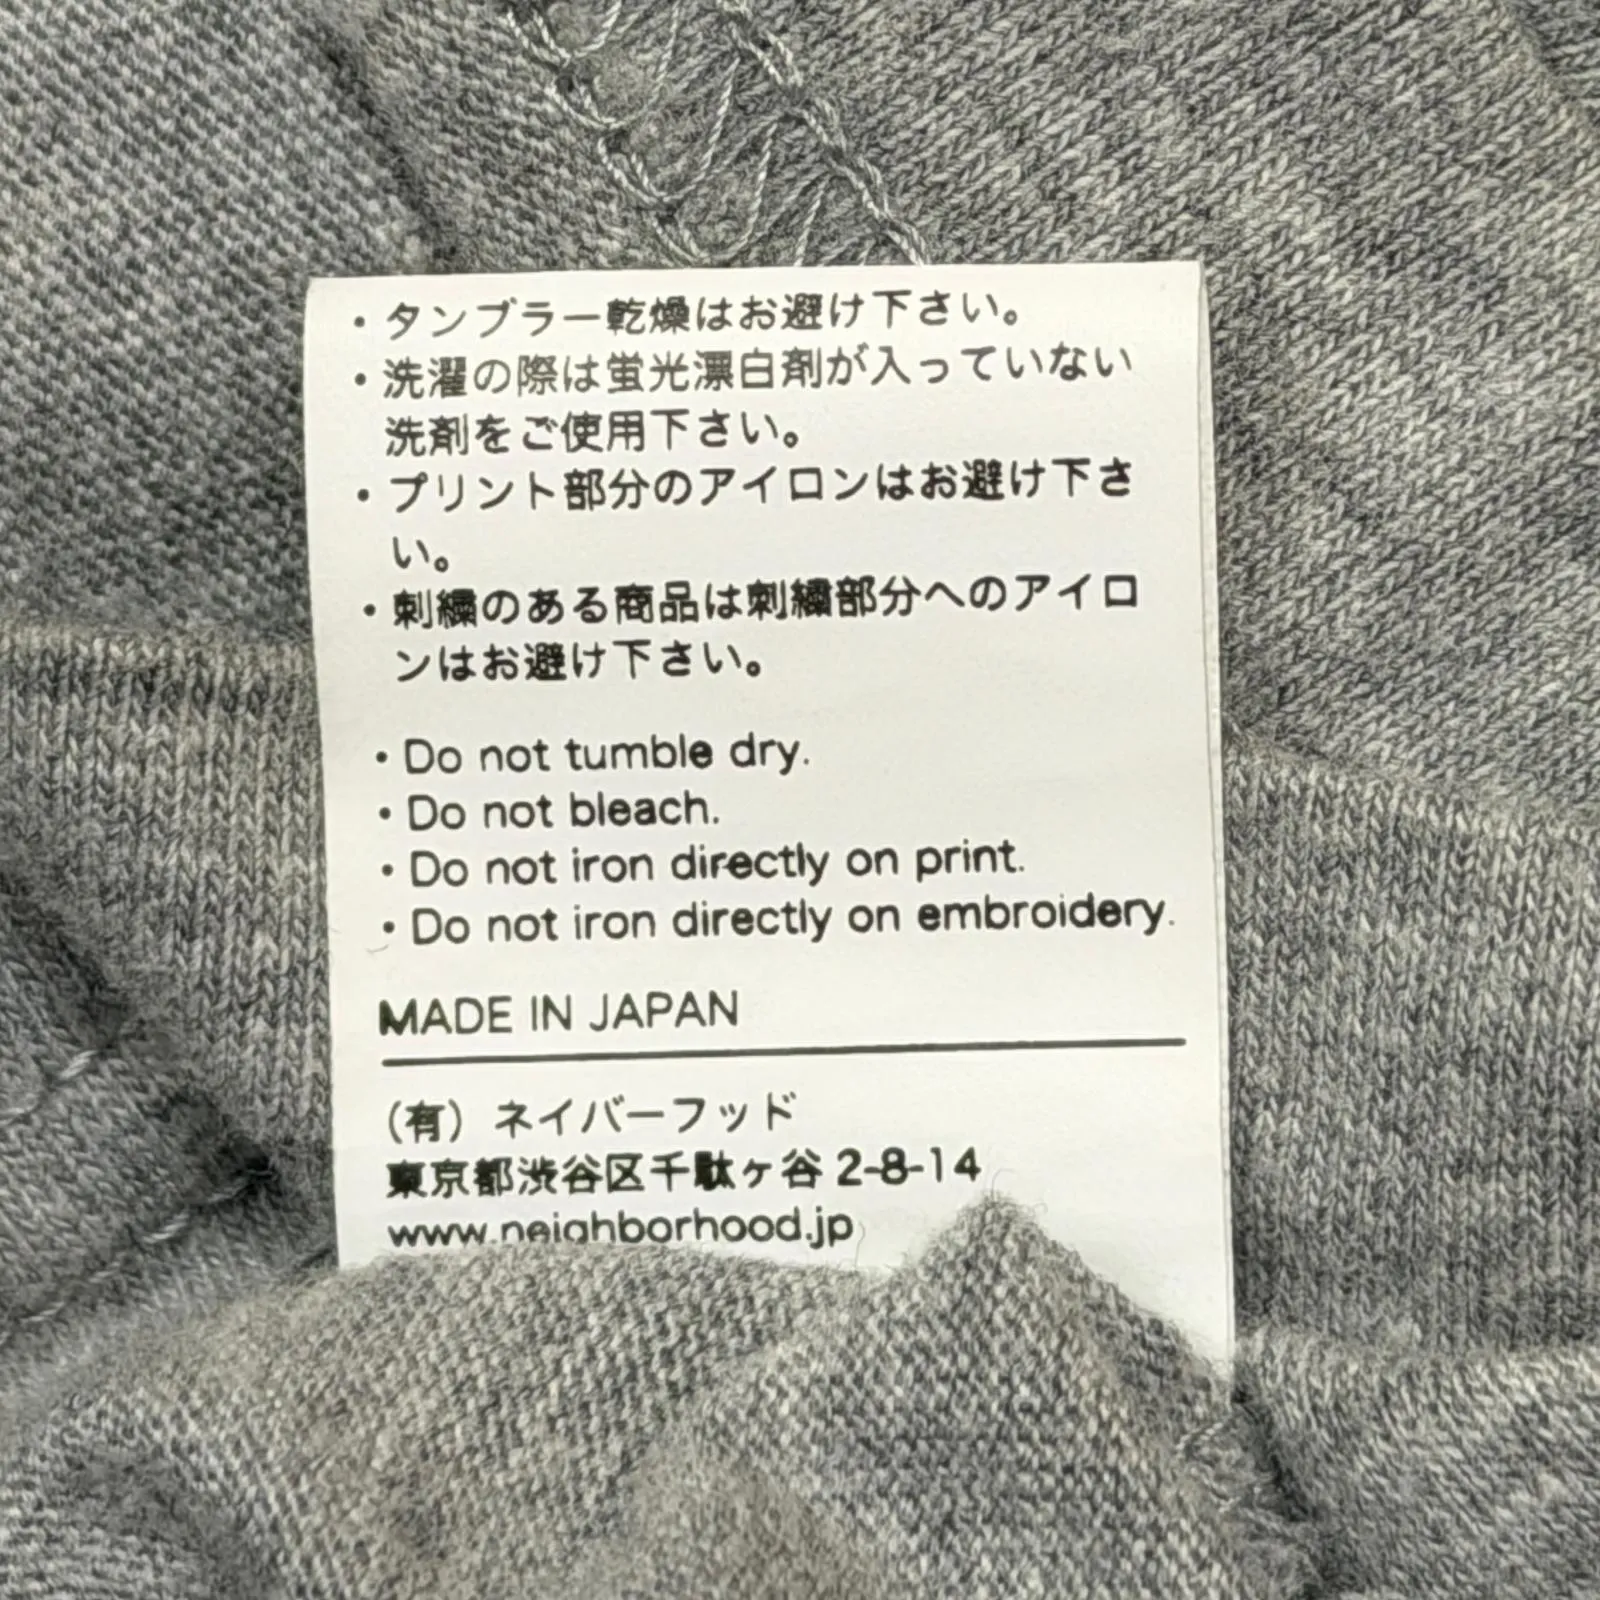 ・タンブラー乾燥はお避け下さい。
・洗濯の際は蛍光漂白剤が入っていない
洗剤をご使用下さい。
・プリント部分のアイロンはお避け下さ
い。
・刺繍のある商品は刺繍部分へのアイロ
ンはお避け下さい。
・Do not tumble dry.
・Do not bleach.
・Do not iron directly on print.
・Do not iron directly on embroidery.
MADE IN JAPAN
（有）ネイバーフッド
東京都渋谷区千駄ヶ谷 2-8-14
www.neighborhood.jp